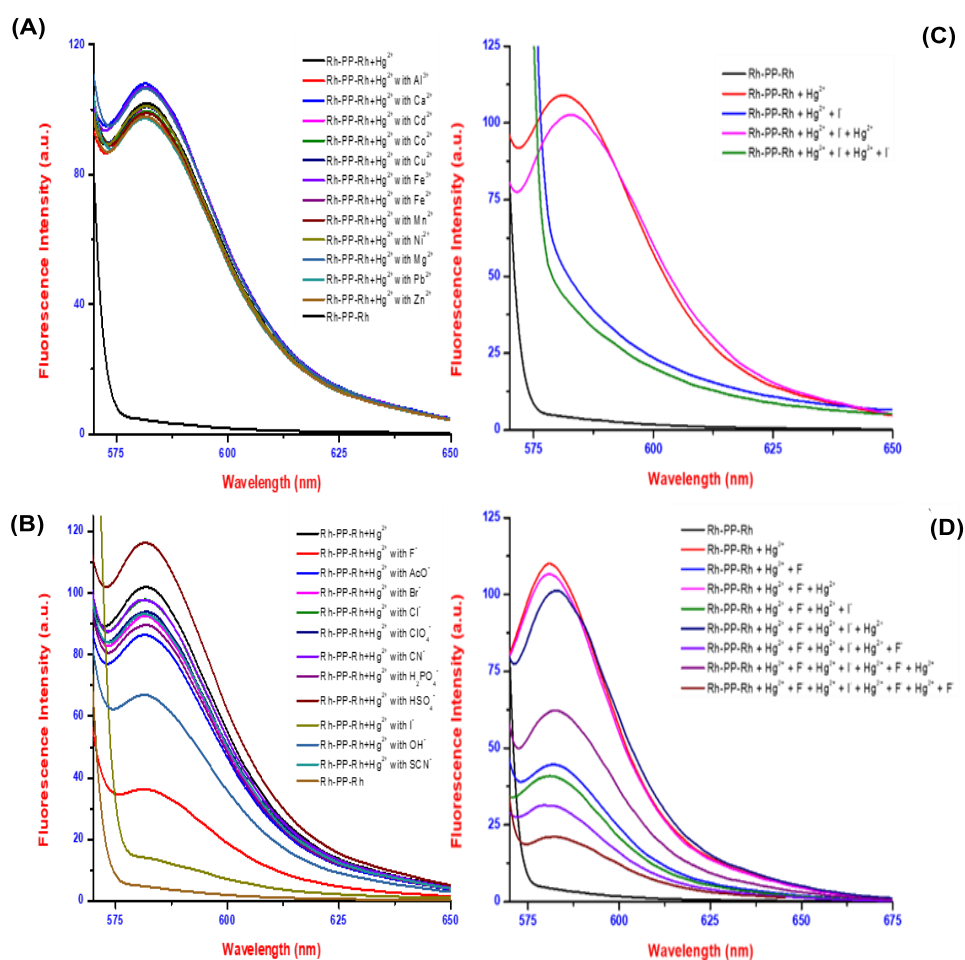 (A)
120
80
40
0
575
600
625
650
Fluorescence Intensity (a.u.)
Wavelength (nm)
Rh-PP-Rh+Hg²⁺
Rh-PP-Rh+Hg²⁺ with Al³⁺
Rh-PP-Rh+Hg²⁺ with Ca²⁺
Rh-PP-Rh+Hg²⁺ with Cd²⁺
Rh-PP-Rh+Hg²⁺ with Co²⁺
Rh-PP-Rh+Hg²⁺ with Cu²⁺
Rh-PP-Rh+Hg²⁺ with Fe³⁺
Rh-PP-Rh+Hg²⁺ with Fe²⁺
Rh-PP-Rh+Hg²⁺ with Mn²⁺
Rh-PP-Rh+Hg²⁺ with Ni²⁺
Rh-PP-Rh+Hg²⁺ with Mg²⁺
Rh-PP-Rh+Hg²⁺ with Pb²⁺
Rh-PP-Rh+Hg²⁺ with Zn²⁺
Rh-PP-Rh
(C)
125
100
75
50
25
0
575
600
625
650
Fluorescence Intensity (a.u.)
Wavelength (nm)
Rh-PP-Rh
Rh-PP-Rh + Hg²⁺
Rh-PP-Rh + Hg²⁺ + I⁻
Rh-PP-Rh + Hg²⁺ + I⁻ + Hg²⁺
Rh-PP-Rh + Hg²⁺ + I⁻ + Hg²⁺ + I⁻
(B)
120
100
80
60
40
20
0
575
600
625
650
Fluorescence Intensity (a.u.)
Wavelength (nm)
Rh-PP-Rh+Hg²⁺
Rh-PP-Rh+Hg²⁺ with F⁻
Rh-PP-Rh+Hg²⁺ with AcO⁻
Rh-PP-Rh+Hg²⁺ with Br⁻
Rh-PP-Rh+Hg²⁺ with Cl⁻
Rh-PP-Rh+Hg²⁺ with ClO₄⁻
Rh-PP-Rh+Hg²⁺ with CN⁻
Rh-PP-Rh+Hg²⁺ with H₂PO₄⁻
Rh-PP-Rh+Hg²⁺ with HSO₄⁻
Rh-PP-Rh+Hg²⁺ with I⁻
Rh-PP-Rh+Hg²⁺ with OH⁻
Rh-PP-Rh+Hg²⁺ with SCN⁻
Rh-PP-Rh
(D)
125
100
75
50
25
0
575
600
625
650
675
Fluorescence Intensity (a.u.)
Wavelength (nm)
Rh-PP-Rh
Rh-PP-Rh + Hg²⁺
Rh-PP-Rh + Hg²⁺ + F⁻
Rh-PP-Rh + Hg²⁺ + F⁻ + Hg²⁺
Rh-PP-Rh + Hg²⁺ + F⁻ + Hg²⁺ + I⁻
Rh-PP-Rh + Hg²⁺ + F⁻ + Hg²⁺ + I⁻ + Hg²⁺
Rh-PP-Rh + Hg²⁺ + F⁻ + Hg²⁺ + I⁻ + Hg²⁺ + F⁻
Rh-PP-Rh + Hg²⁺ + F⁻ + Hg²⁺ + I⁻ + Hg²⁺ + F⁻ + Hg²⁺
Rh-PP-Rh + Hg²⁺ + F⁻ + Hg²⁺ + I⁻ + Hg²⁺ + F⁻ + Hg²⁺ + F⁻